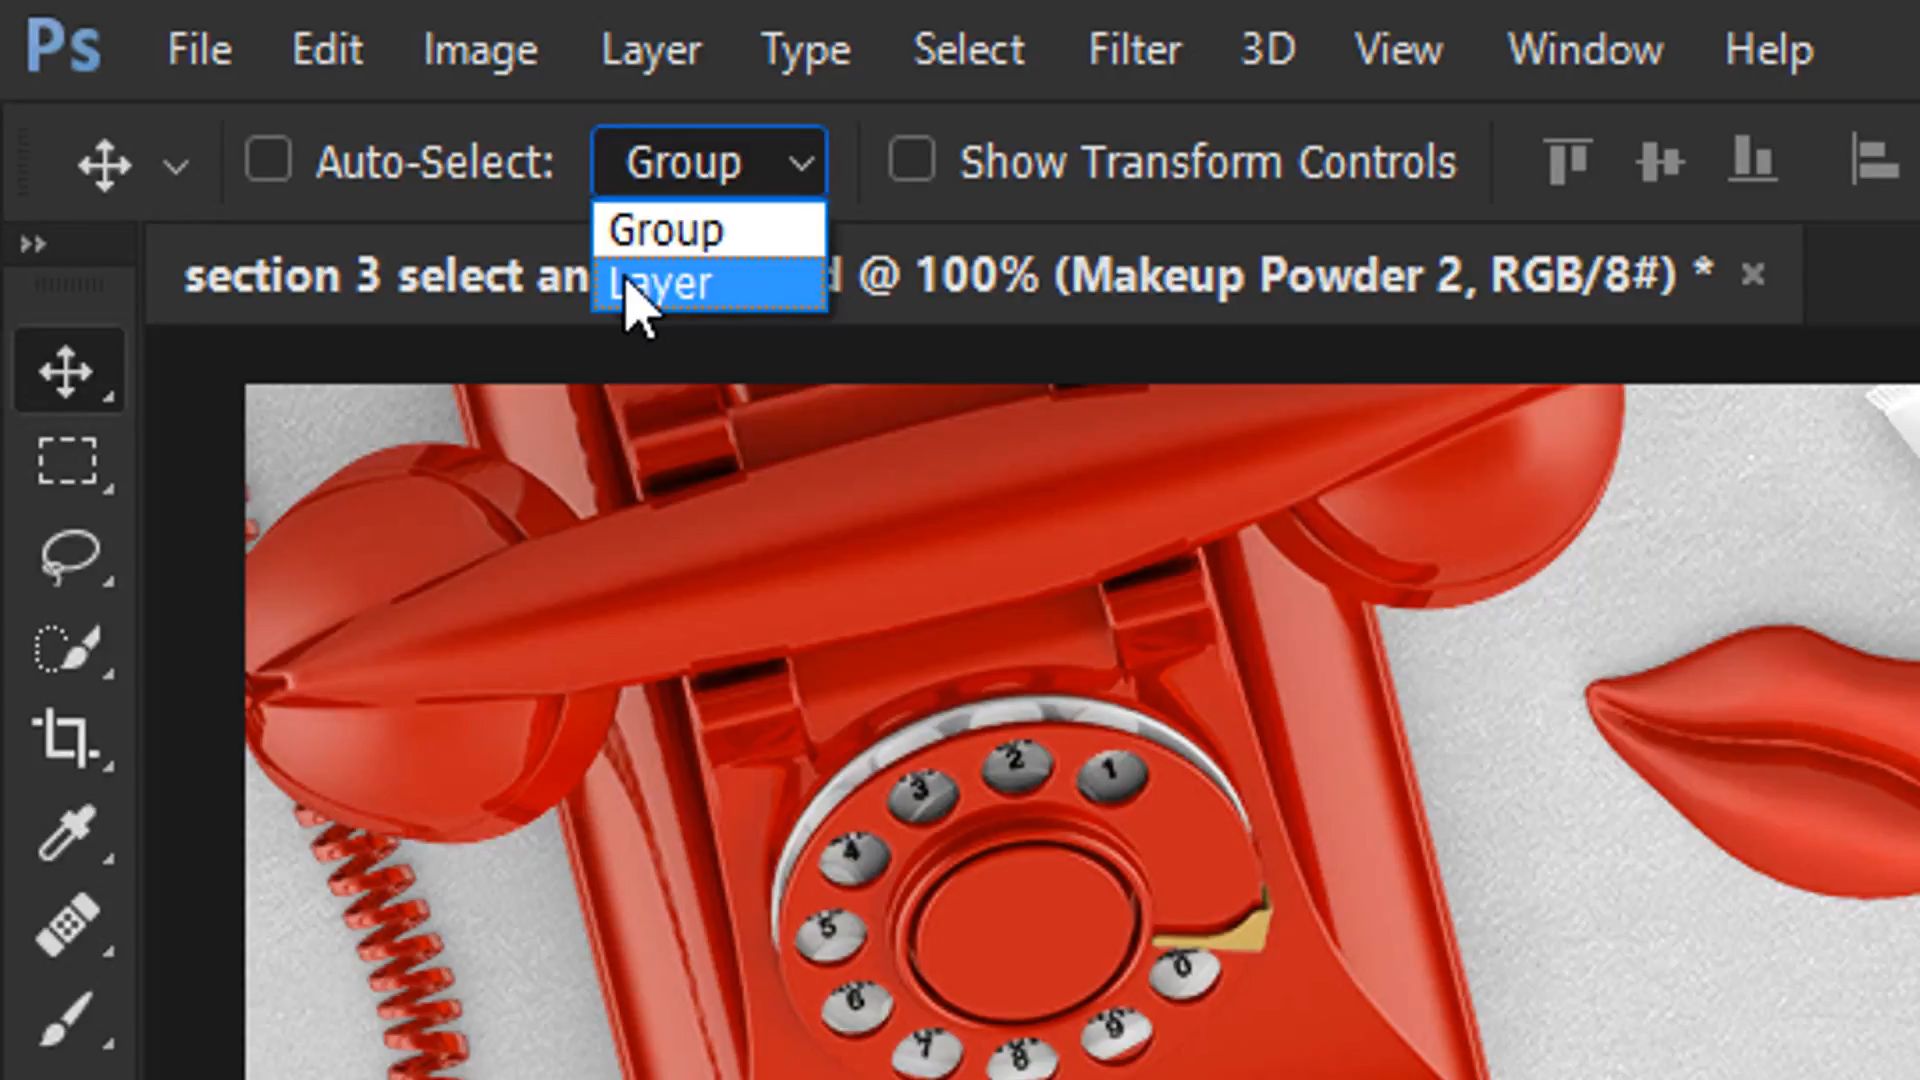 Ps File Edit Image Layer Type Select Filter 3D View Window Help
Auto-Select: Group Show Transform Controls
Group
Layer
section 3 select an d @ 100% (Makeup Powder 2, RGB/8#) * ×
1
2
3
4
5
6
7
8
9
0